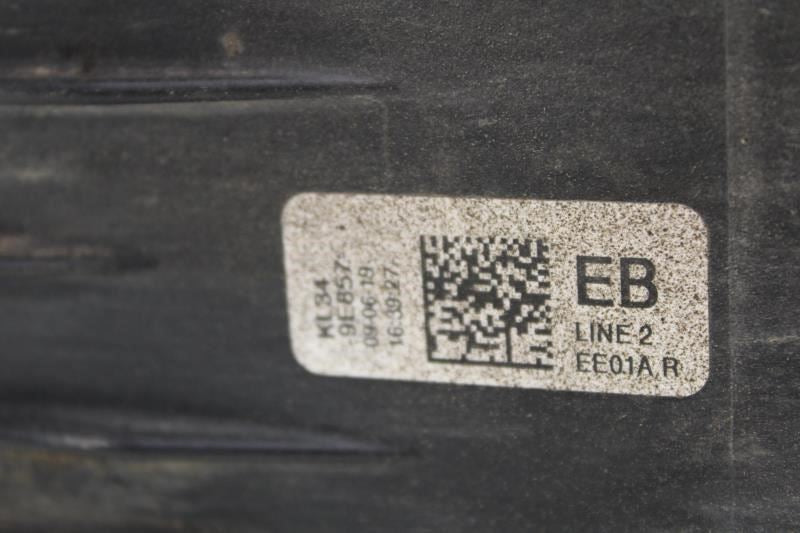 KL34
9E857
09-06-19
16:39:27
EB
LINE 2
EE01A,R